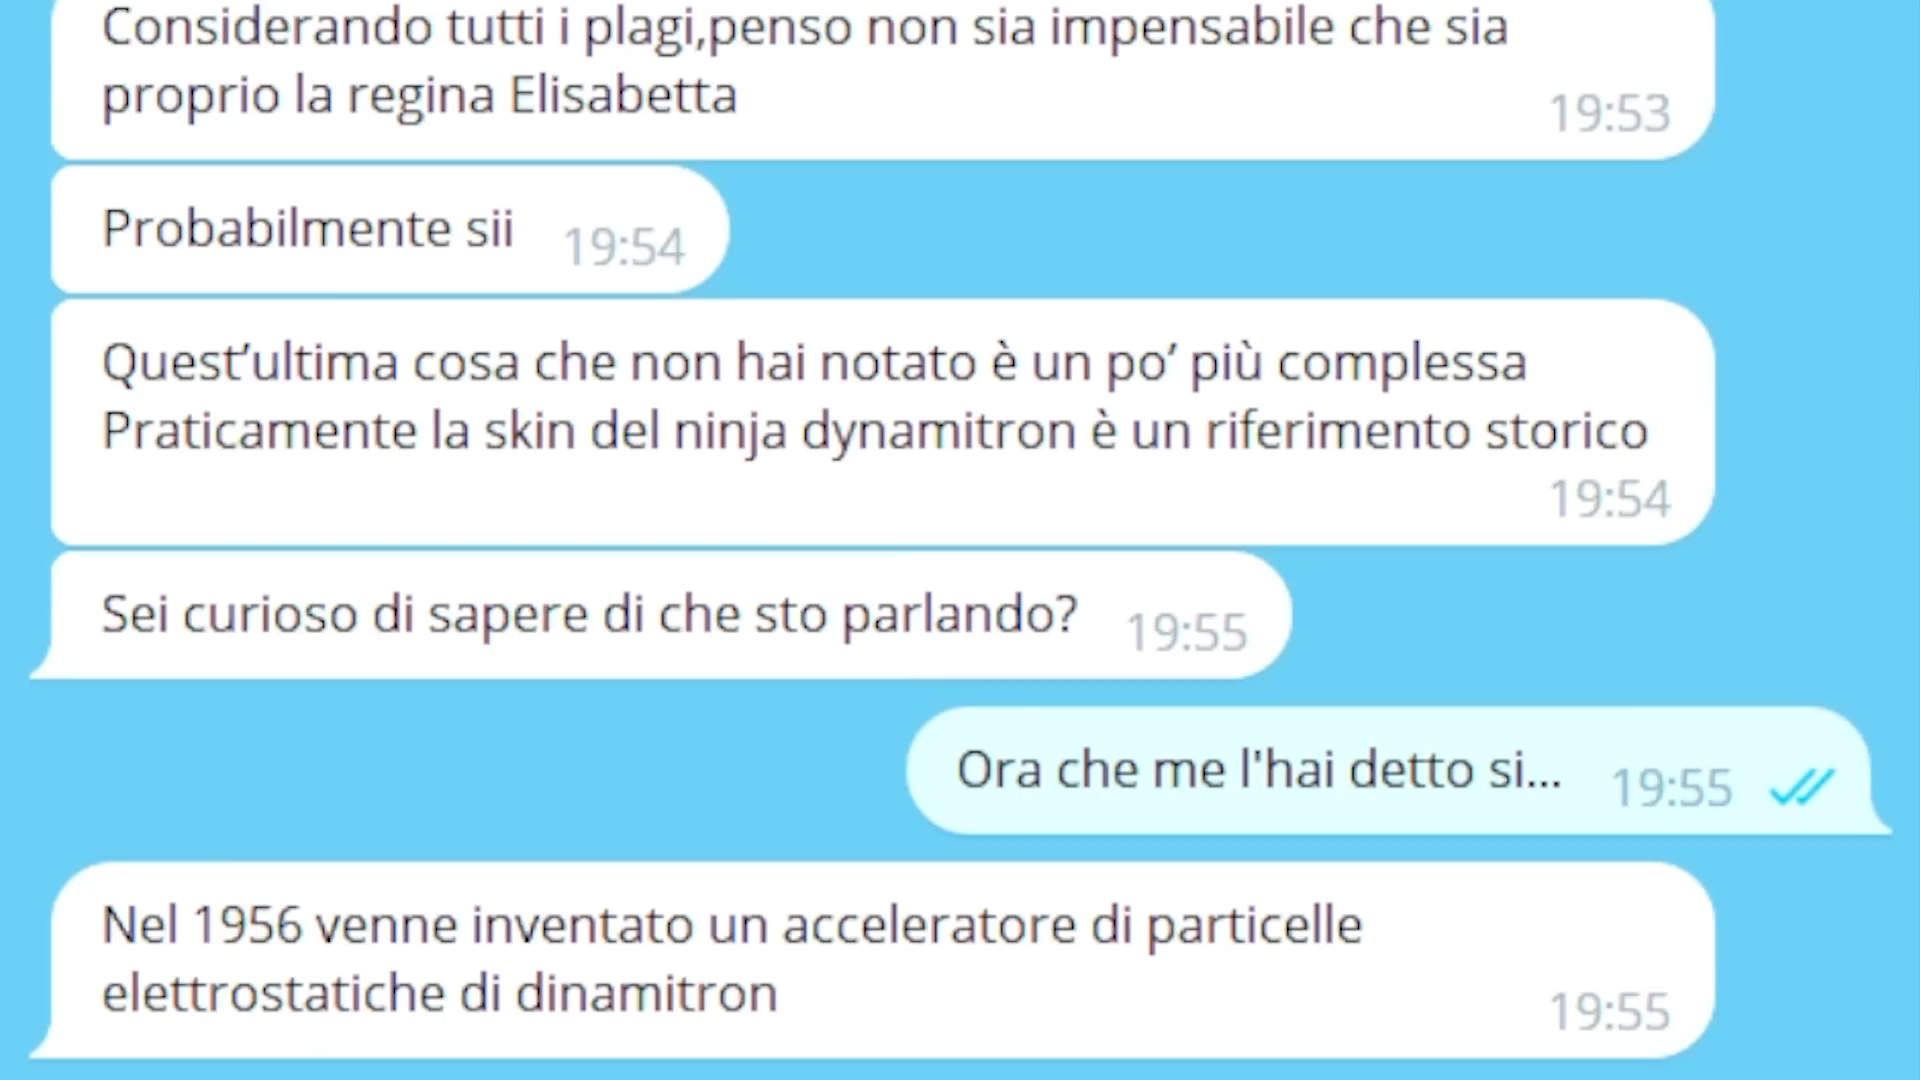 Considerando tutti i plagi,penso non sia impensabile che sia
proprio la regina Elisabetta
19:53
Probabilmente sii 19:54
Quest’ultima cosa che non hai notato è un po’ più complessa
Praticamente la skin del ninja dynamitron è un riferimento storico
19:54
Sei curioso di sapere di che sto parlando? 19:55
Ora che me l'hai detto si... 19:55
Nel 1956 venne inventato un acceleratore di particelle
elettrostatiche di dinamitron
19:55